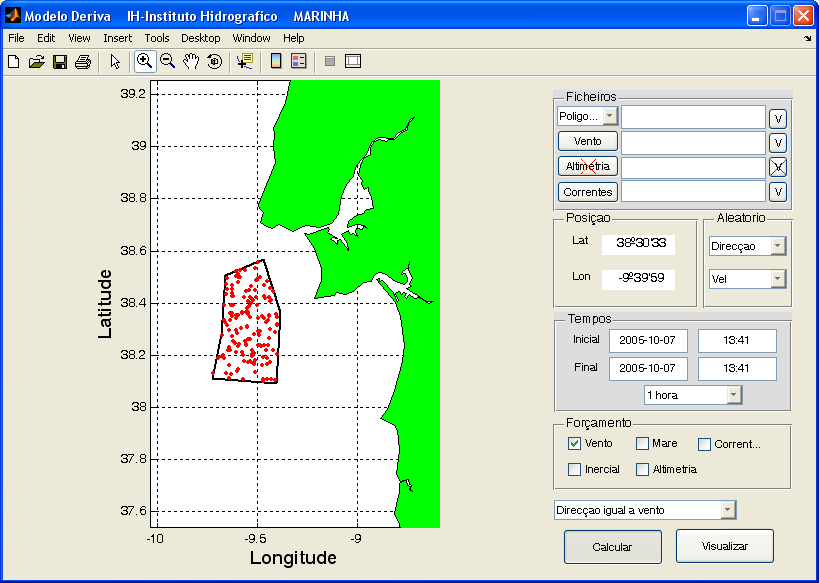 Modelo Deriva IH-Instituto Hidrografico MARINHA
File Edit View Insert Tools Desktop Window Help
39.2
39
38.8
38.6
38.4
38.2
38
37.8
37.6
-10 -9.5 -9
Latitude
Longitude
Ficheiros
Poligo... V
Vento V
Altimetria V
Correntes V
Posiçao
Lat 38º30'33
Lon -9º39'59
Aleatorio
Direcçao
Vel
Tempos
Inicial 2005-10-07 13:41
Final 2005-10-07 13:41
1 hora
Forçamento
Vento Mare Corrent...
Inercial Altimetria
Direcçao igual a vento
Calcular Visualizar